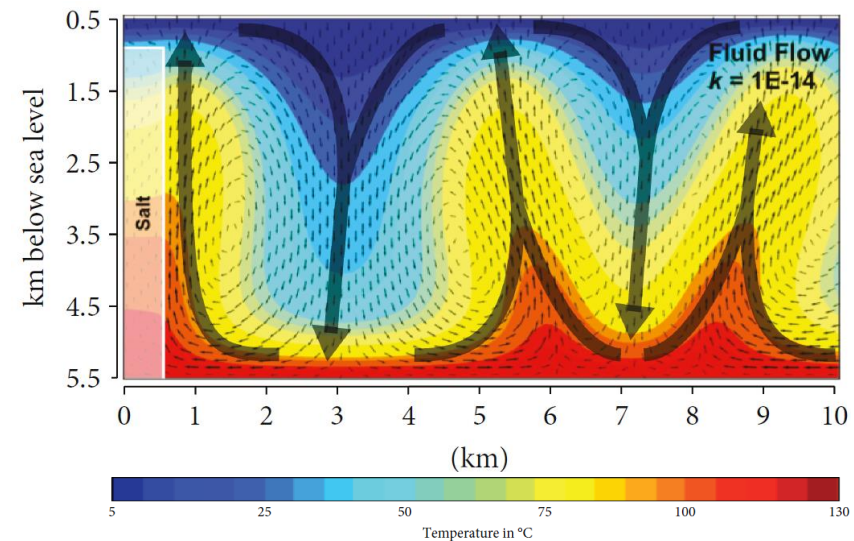 0.5
1.5
2.5
3.5
4.5
5.5
km below sea level
Salt
Fluid Flow
k = 1E-14
0 1 2 3 4 5 6 7 8 9 10
(km)
5 25 50 75 100 130
Temperature in °C